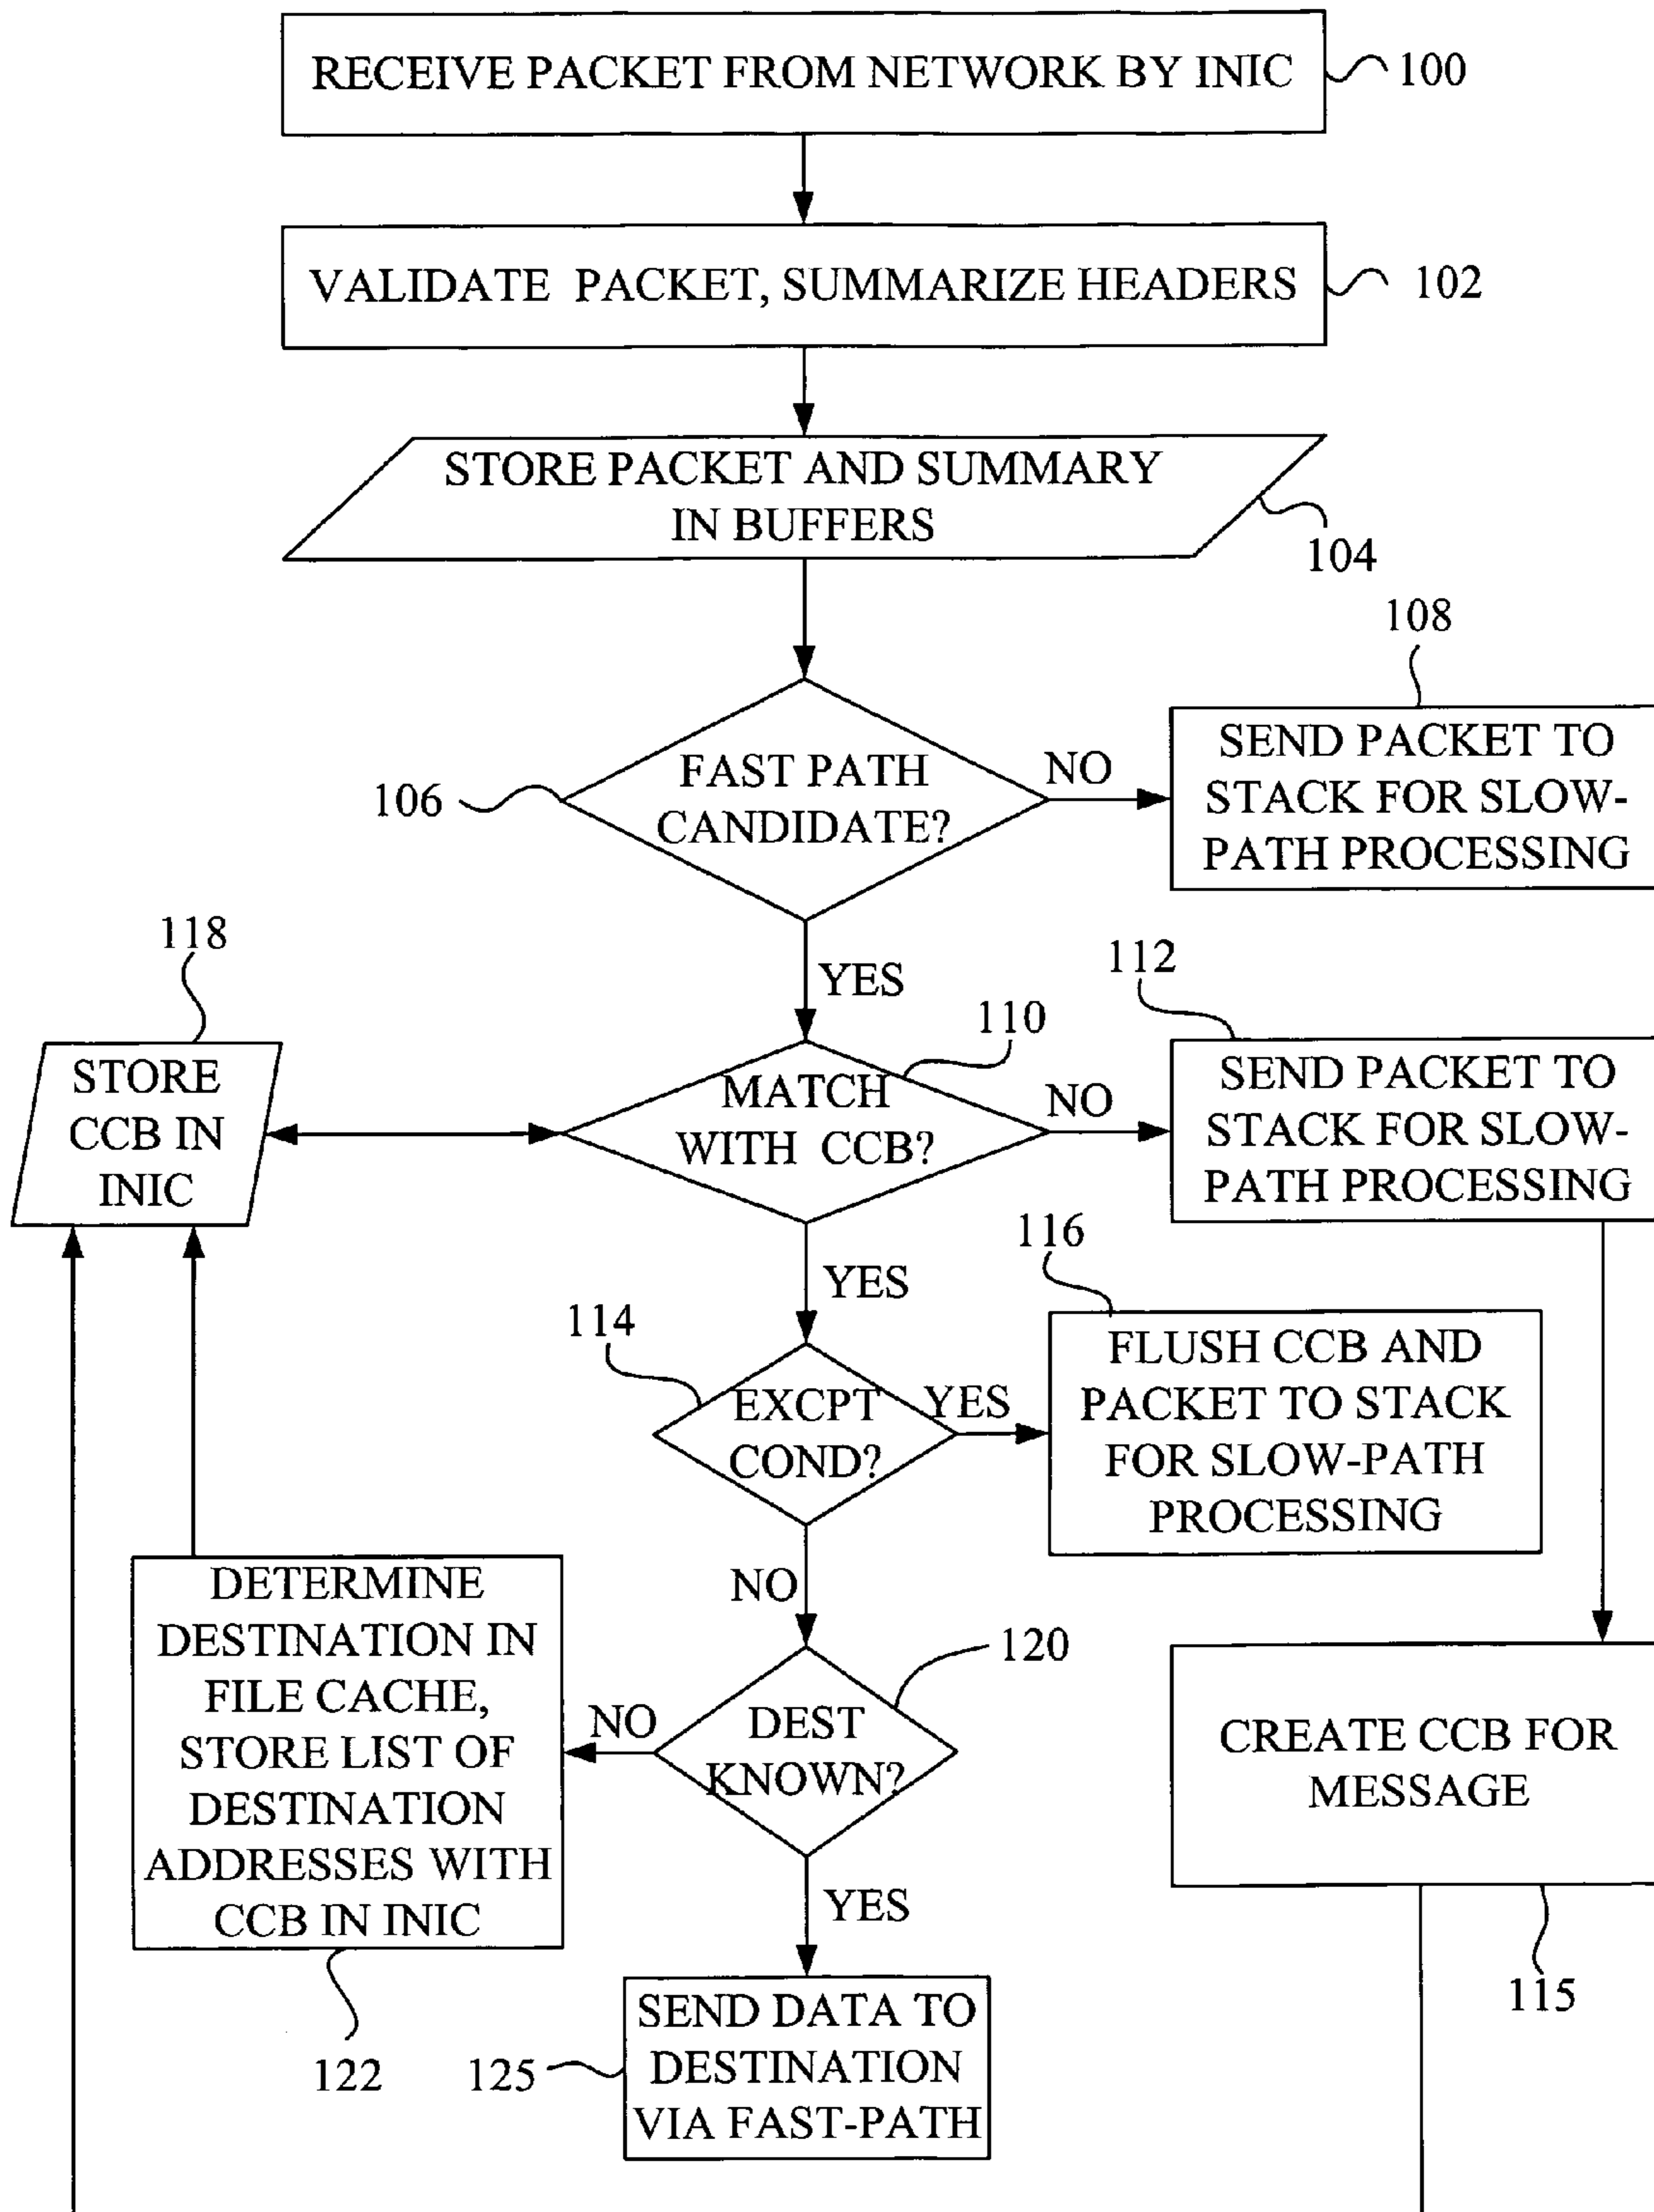 RECEIVE PACKET FROM NETWORK BY INIC
100
VALIDATE PACKET, SUMMARIZE HEADERS
102
STORE PACKET AND SUMMARY
IN BUFFERS
104
108
FAST PATH
CANDIDATE?
106
NO
SEND PACKET TO
STACK FOR SLOW-
PATH PROCESSING
YES
118
STORE
CCB IN
INIC
110
MATCH
WITH CCB?
NO
112
SEND PACKET TO
STACK FOR SLOW-
PATH PROCESSING
YES
114
EXCPT
COND?
YES
116
FLUSH CCB AND
PACKET TO STACK
FOR SLOW-PATH
PROCESSING
NO
120
DEST
KNOWN?
NO
DETERMINE
DESTINATION IN
FILE CACHE,
STORE LIST OF
DESTINATION
ADDRESSES WITH
CCB IN INIC
122
CREATE CCB FOR
MESSAGE
115
YES
SEND DATA TO
DESTINATION
VIA FAST-PATH
125